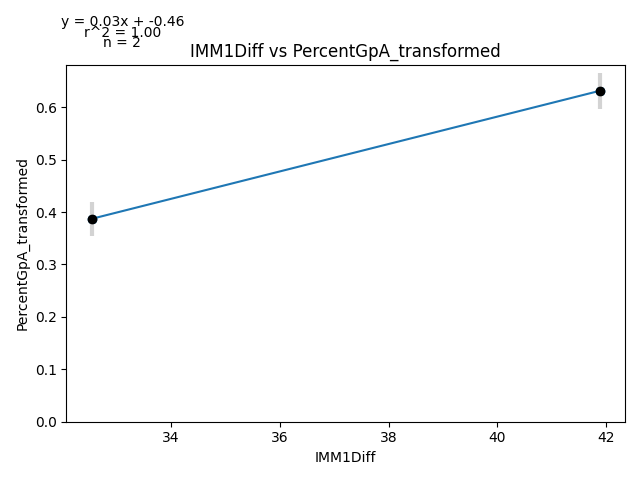 y = 0.03x + -0.46
r^2 = 1.00
n = 2
IMM1Diff vs PercentGpA_transformed
PercentGpA_transformed
0.6
0.5
0.4
0.3
0.2
0.1
0.0
34 36 38 40 42
IMM1Diff